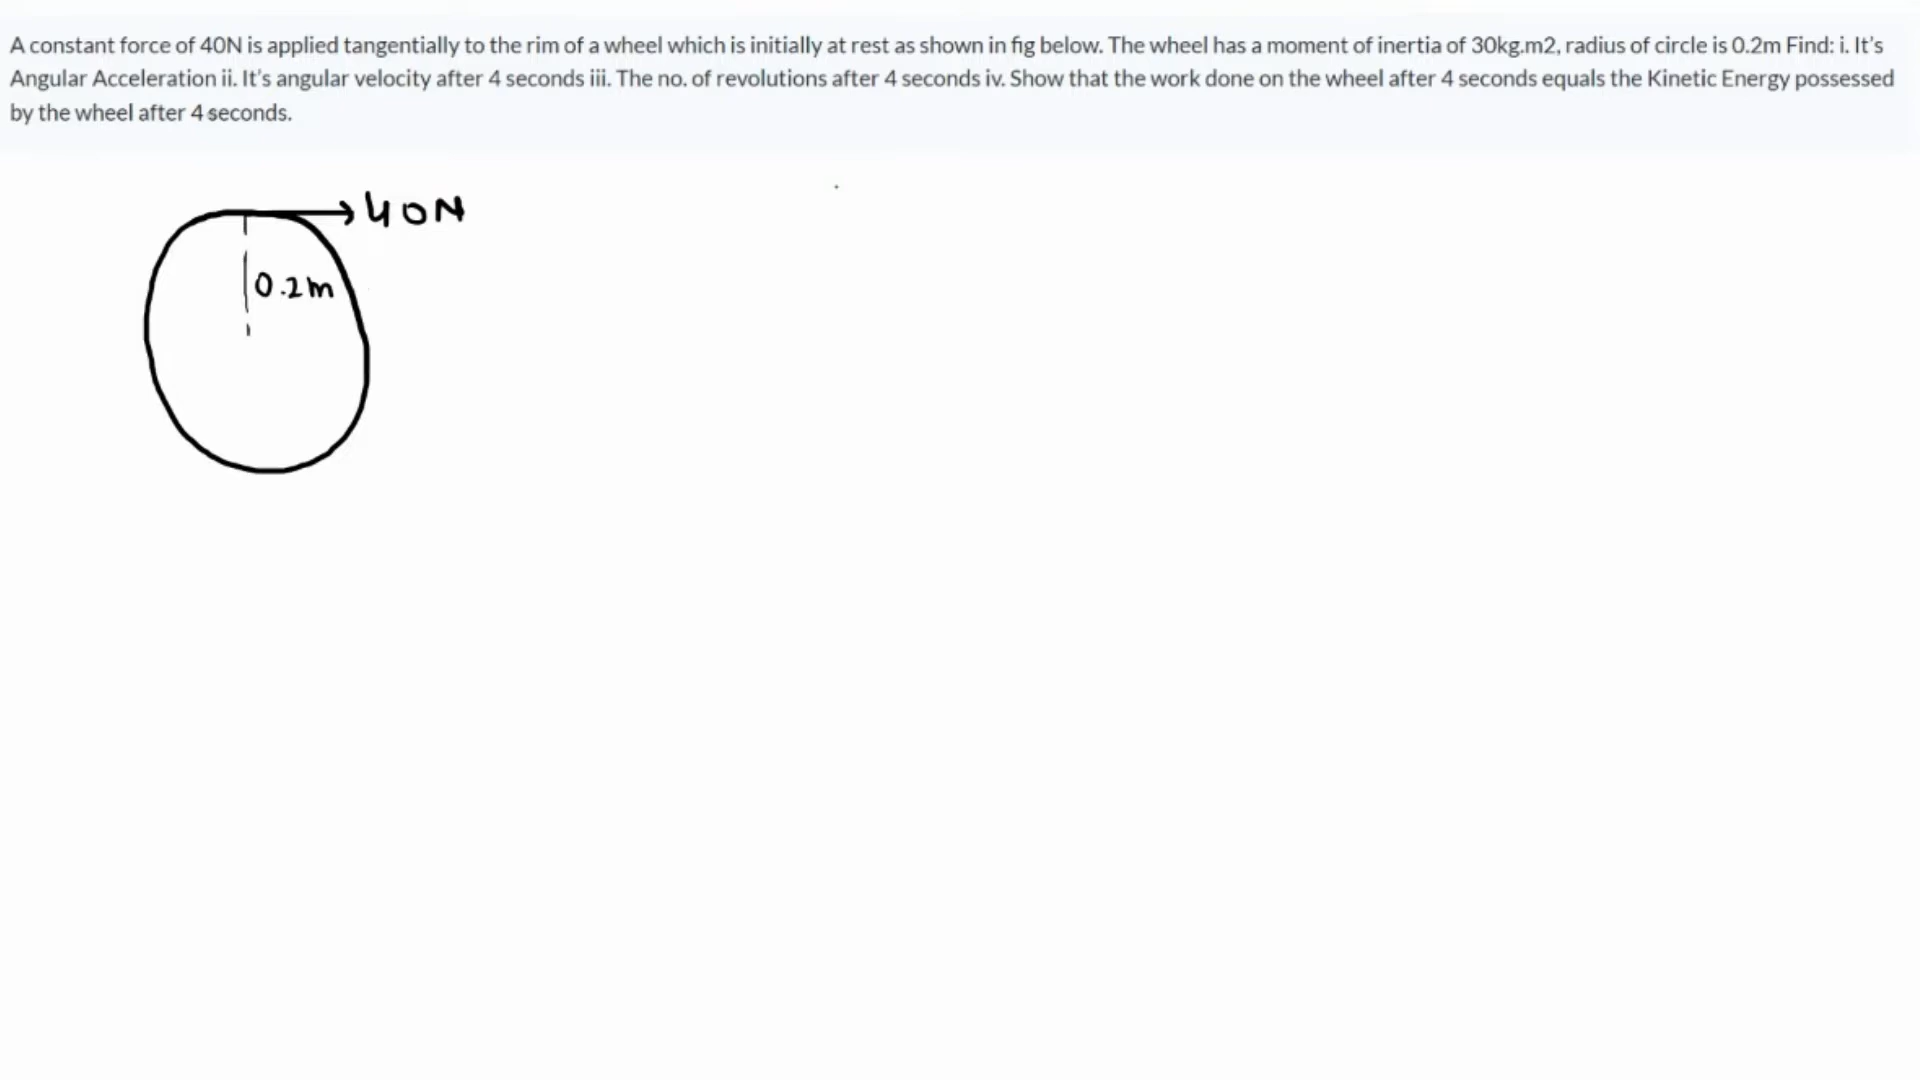 A constant force of 40N is applied tangentially to the rim of a wheel which is initially at rest as shown in fig below. The wheel has a moment of inertia of 30kg.m2, radius of circle is 0.2m Find: i. It's
Angular Acceleration ii. It's angular velocity after 4 seconds iii. The no. of revolutions after 4 seconds iv. Show that the work done on the wheel after 4 seconds equals the Kinetic Energy possessed
by the wheel after 4 seconds.
40N
0.2m